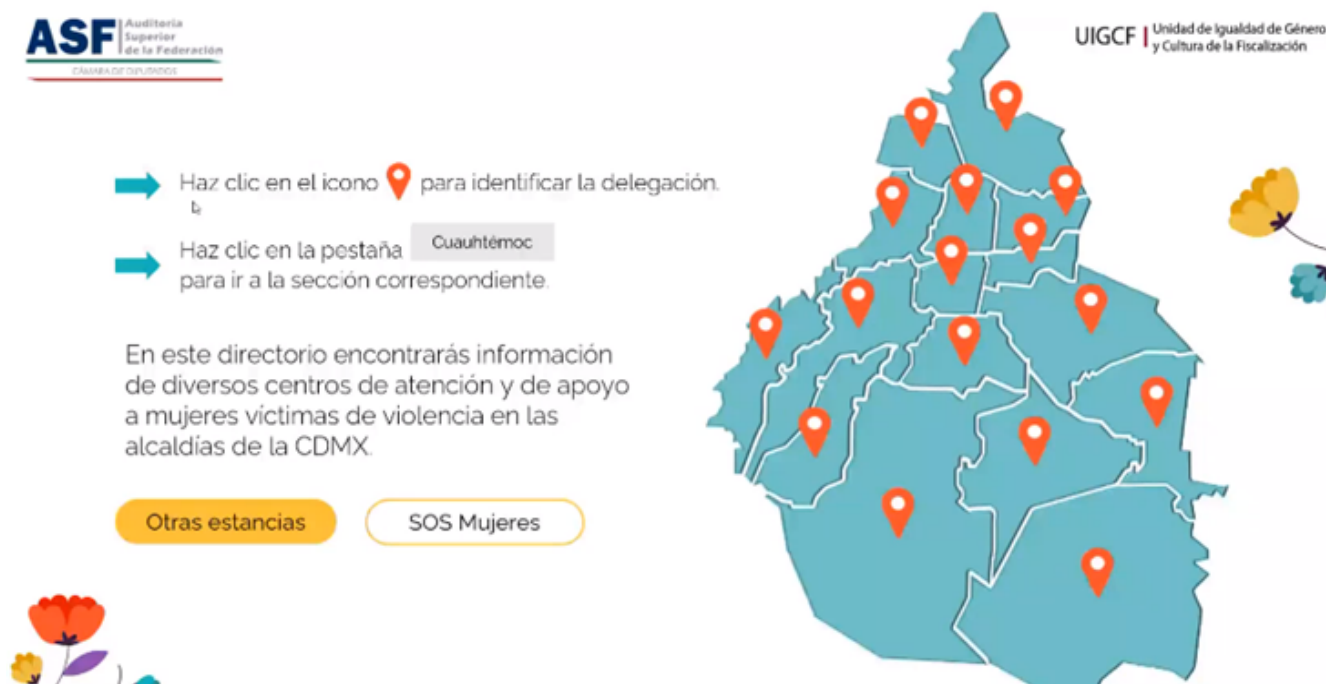 ASF Auditoría
Superior
de la Federación
CÁMARA DE DIPUTADOS
UIGCF Unidad de Igualdad de Género
y Cultura de la Fiscalización
Haz clic en el icono para identificar la delegación.
Haz clic en la pestaña Cuauhtémoc
para ir a la sección correspondiente.
En este directorio encontrarás información
de diversos centros de atención y de apoyo
a mujeres víctimas de violencia en las
alcaldías de la CDMX.
Otras estancias
SOS Mujeres